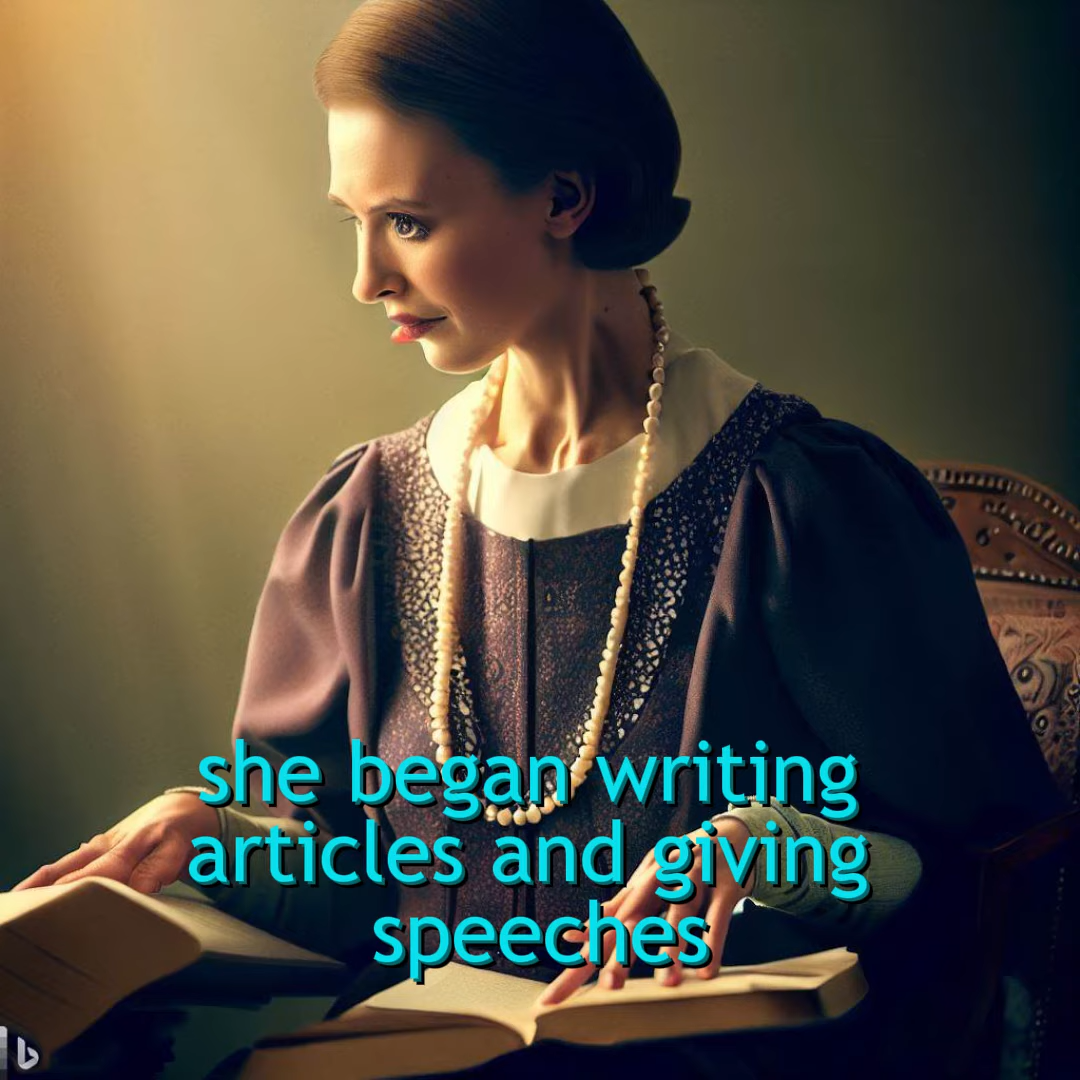 she began writing
articles and giving
speeches